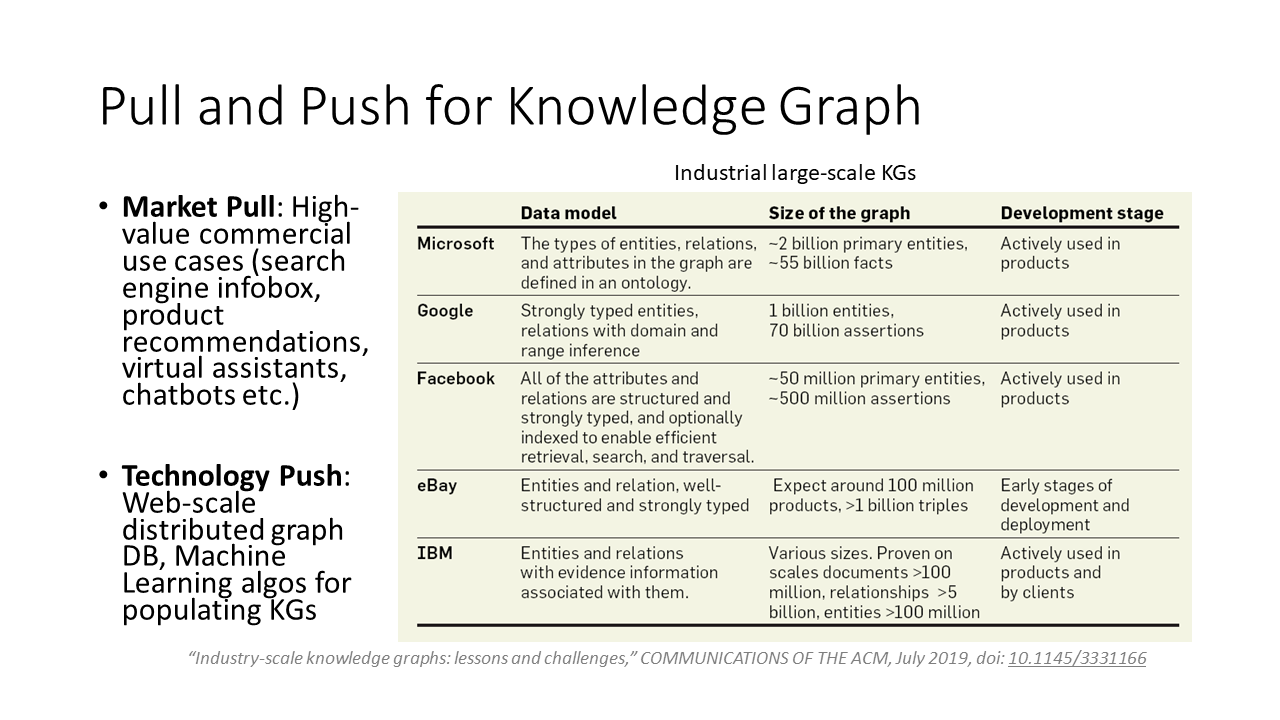 Pull and Push for Knowledge Graph
• Market Pull: High-
value commercial
use cases (search
engine infobox,
product
recommendations,
virtual assistants,
chatbots etc.)
• Technology Push:
Web-scale
distributed graph
DB, Machine
Learning algos for
populating KGs
Industrial large-scale KGs
Data model Size of the graph Development stage
Microsoft The types of entities, relations, ~2 billion primary entities, Actively used in
and attributes in the graph are ~55 billion facts products
defined in an ontology.
Google Strongly typed entities, 1 billion entities, Actively used in
relations with domain and 70 billion assertions products
range inference
Facebook All of the attributes and ~50 million primary entities, Actively used in
relations are structured and ~500 million assertions products
strongly typed, and optionally
indexed to enable efficient
retrieval, search, and traversal.
eBay Entities and relation, well- Expect around 100 million Early stages of
structured and strongly typed products, >1 billion triples development and
deployment
IBM Entities and relations Various sizes. Proven on Actively used in
with evidence information scales documents >100 products and
associated with them. million, relationships >5 by clients
billion, entities >100 million
“Industry-scale knowledge graphs: lessons and challenges,” COMMUNICATIONS OF THE ACM, July 2019, doi: 10.1145/3331166